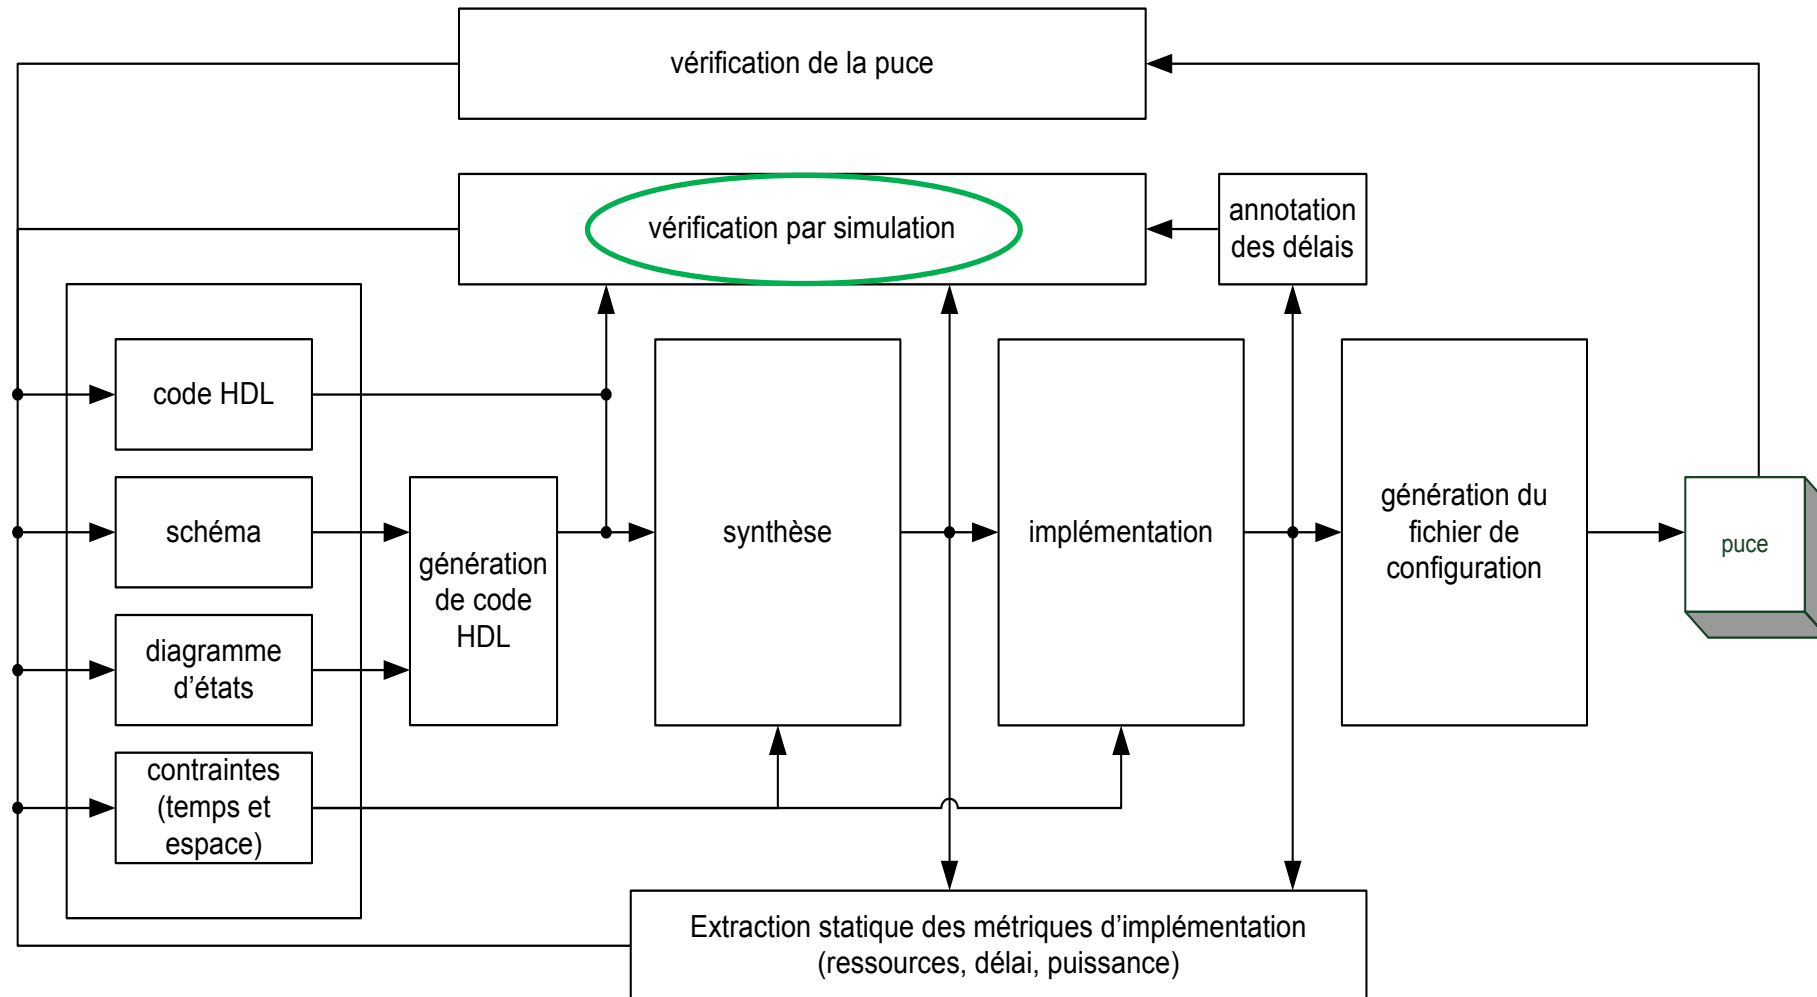 vérification de la puce
vérification par simulation
annotation
des délais
code HDL
schéma
diagramme
d'états
contraintes
(temps et
espace)
génération
de code
HDL
synthèse
implémentation
génération du
fichier de
configuration
puce
Extraction statique des métriques d'implémentation
(ressources, délai, puissance)